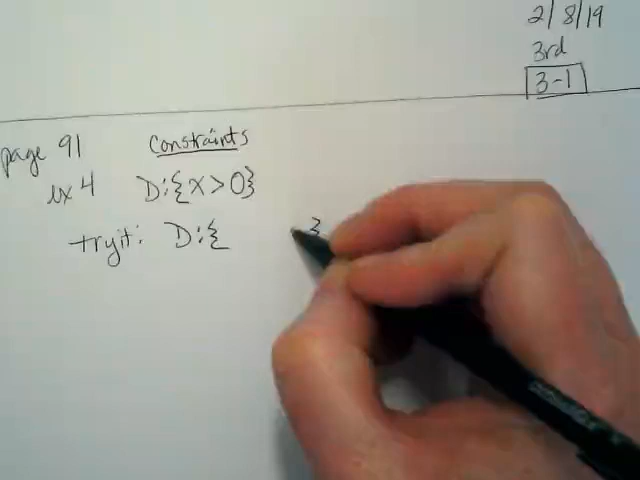 2/8/19
3rd
3-1
page 91 Constraints
ex 4 D:{x > 0}
try it: D:{ }